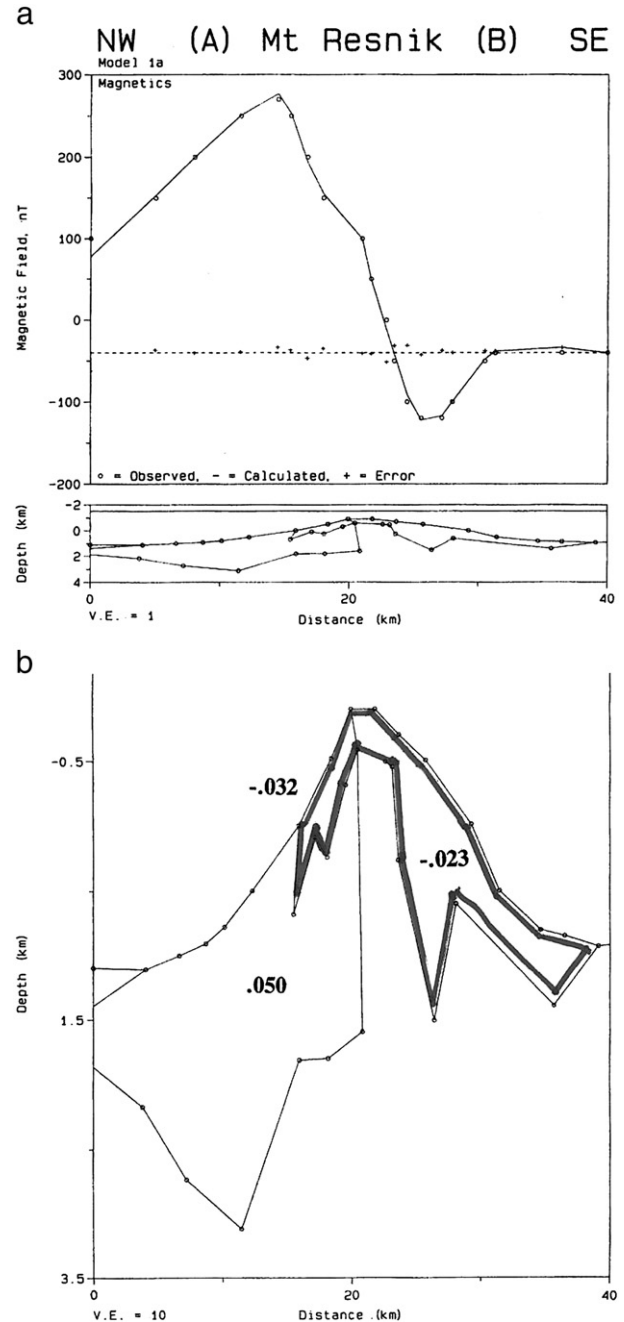 a
NW (A) Mt Resnik (B) SE
Model 1a
Magnetics
300
200
100
0
-100
-200
Magnetic Field, nT
o = Observed, - = Calculated, + = Error
-2
0
2
4
Depth (km)
0
20
40
V.E. = 1
Distance (km)
b
-0.5
-.032
-.023
.050
1.5
3.5
Depth (km)
0
20
40
V.E. = 10
Distance .(km)